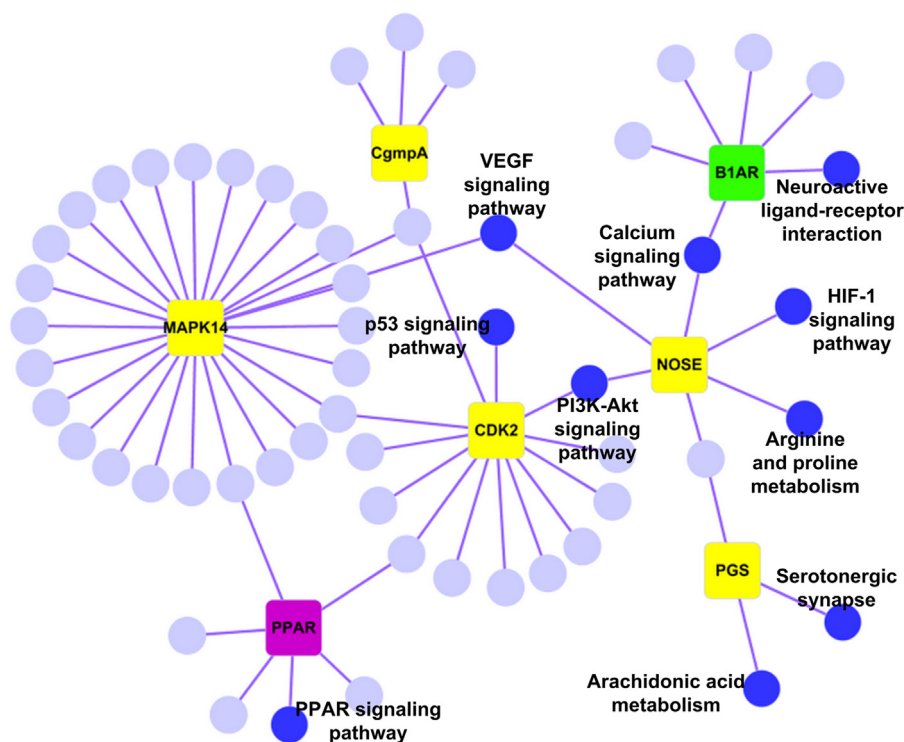 CgmpA
VEGF
signaling
pathway
B1AR
Neuroactive
ligand-receptor
interaction
Calcium
signaling
pathway
MAPK14
p53 signaling
pathway
HIF-1
signaling
pathway
NOSE
CDK2
PI3K-Akt
signaling
pathway
Arginine
and proline
metabolism
PGS
Serotonergic
synapse
PPAR
Arachidonic acid
metabolism
PPAR signaling
pathway